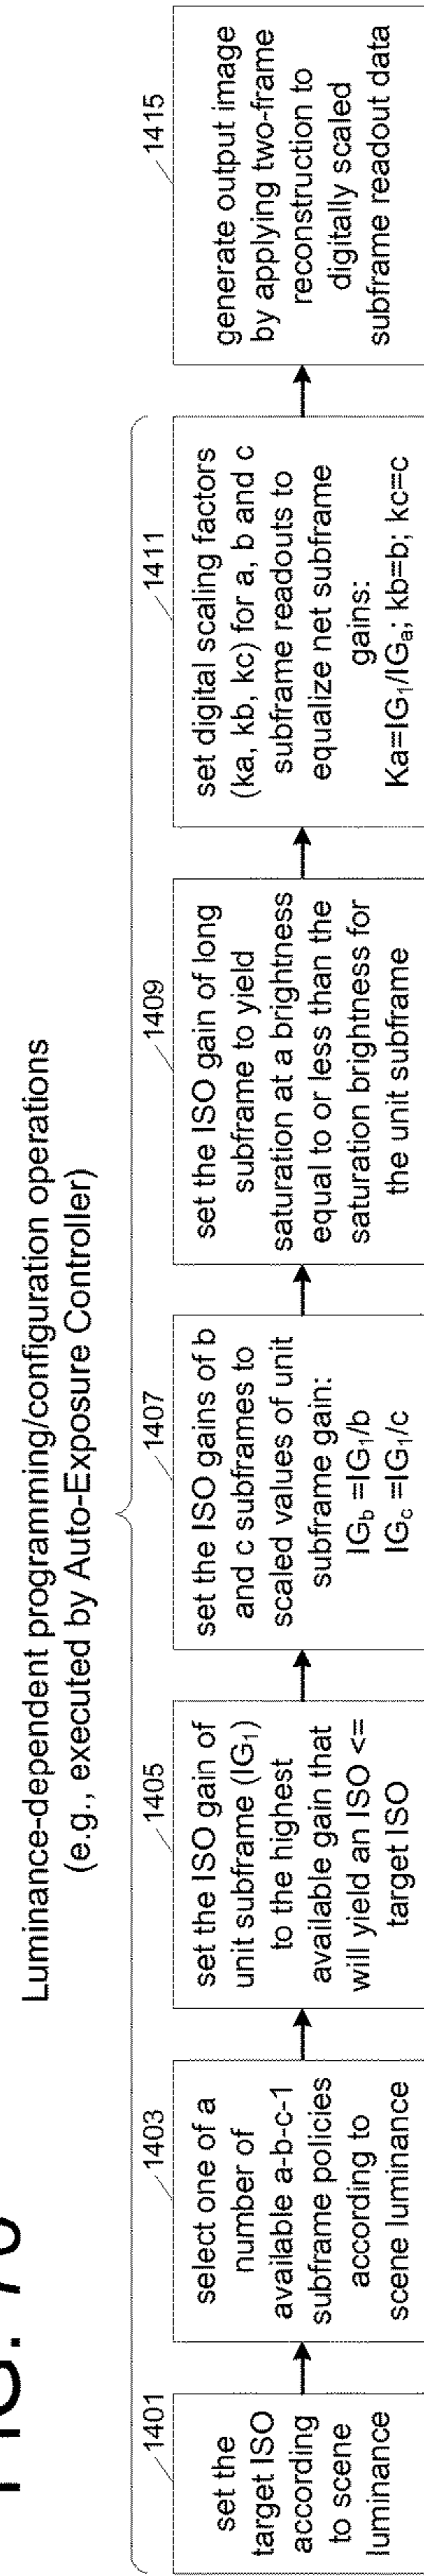 FIG.
Luminance-dependent programming/configuration operations
(e.g., executed by Auto-Exposure Controller)
1401
set the
target ISO
according
to scene
luminance
1403
select one of a
number of
available a-b-c-1
subframe policies
according to
scene luminance
1405
set the ISO gain of
unit subframe (IG₁)
to the highest
available gain that
will yield an ISO <=
target ISO
1407
set the ISO gains of b
and c subframes to
scaled values of unit
subframe gain:
IG_b =IG₁/b
IG_c =IG₁/c
1409
set the ISO gain of long
subframe to yield
saturation at a brightness
equal to or less than the
saturation brightness for
the unit subframe
1411
set digital scaling factors
(ka, kb, kc) for a, b and c
subframe readouts to
equalize net subframe
gains:
Ka=IG₁/IGₐ; kb=b; kc=c
1415
generate output image
by applying two-frame
reconstruction to
digitally scaled
subframe readout data